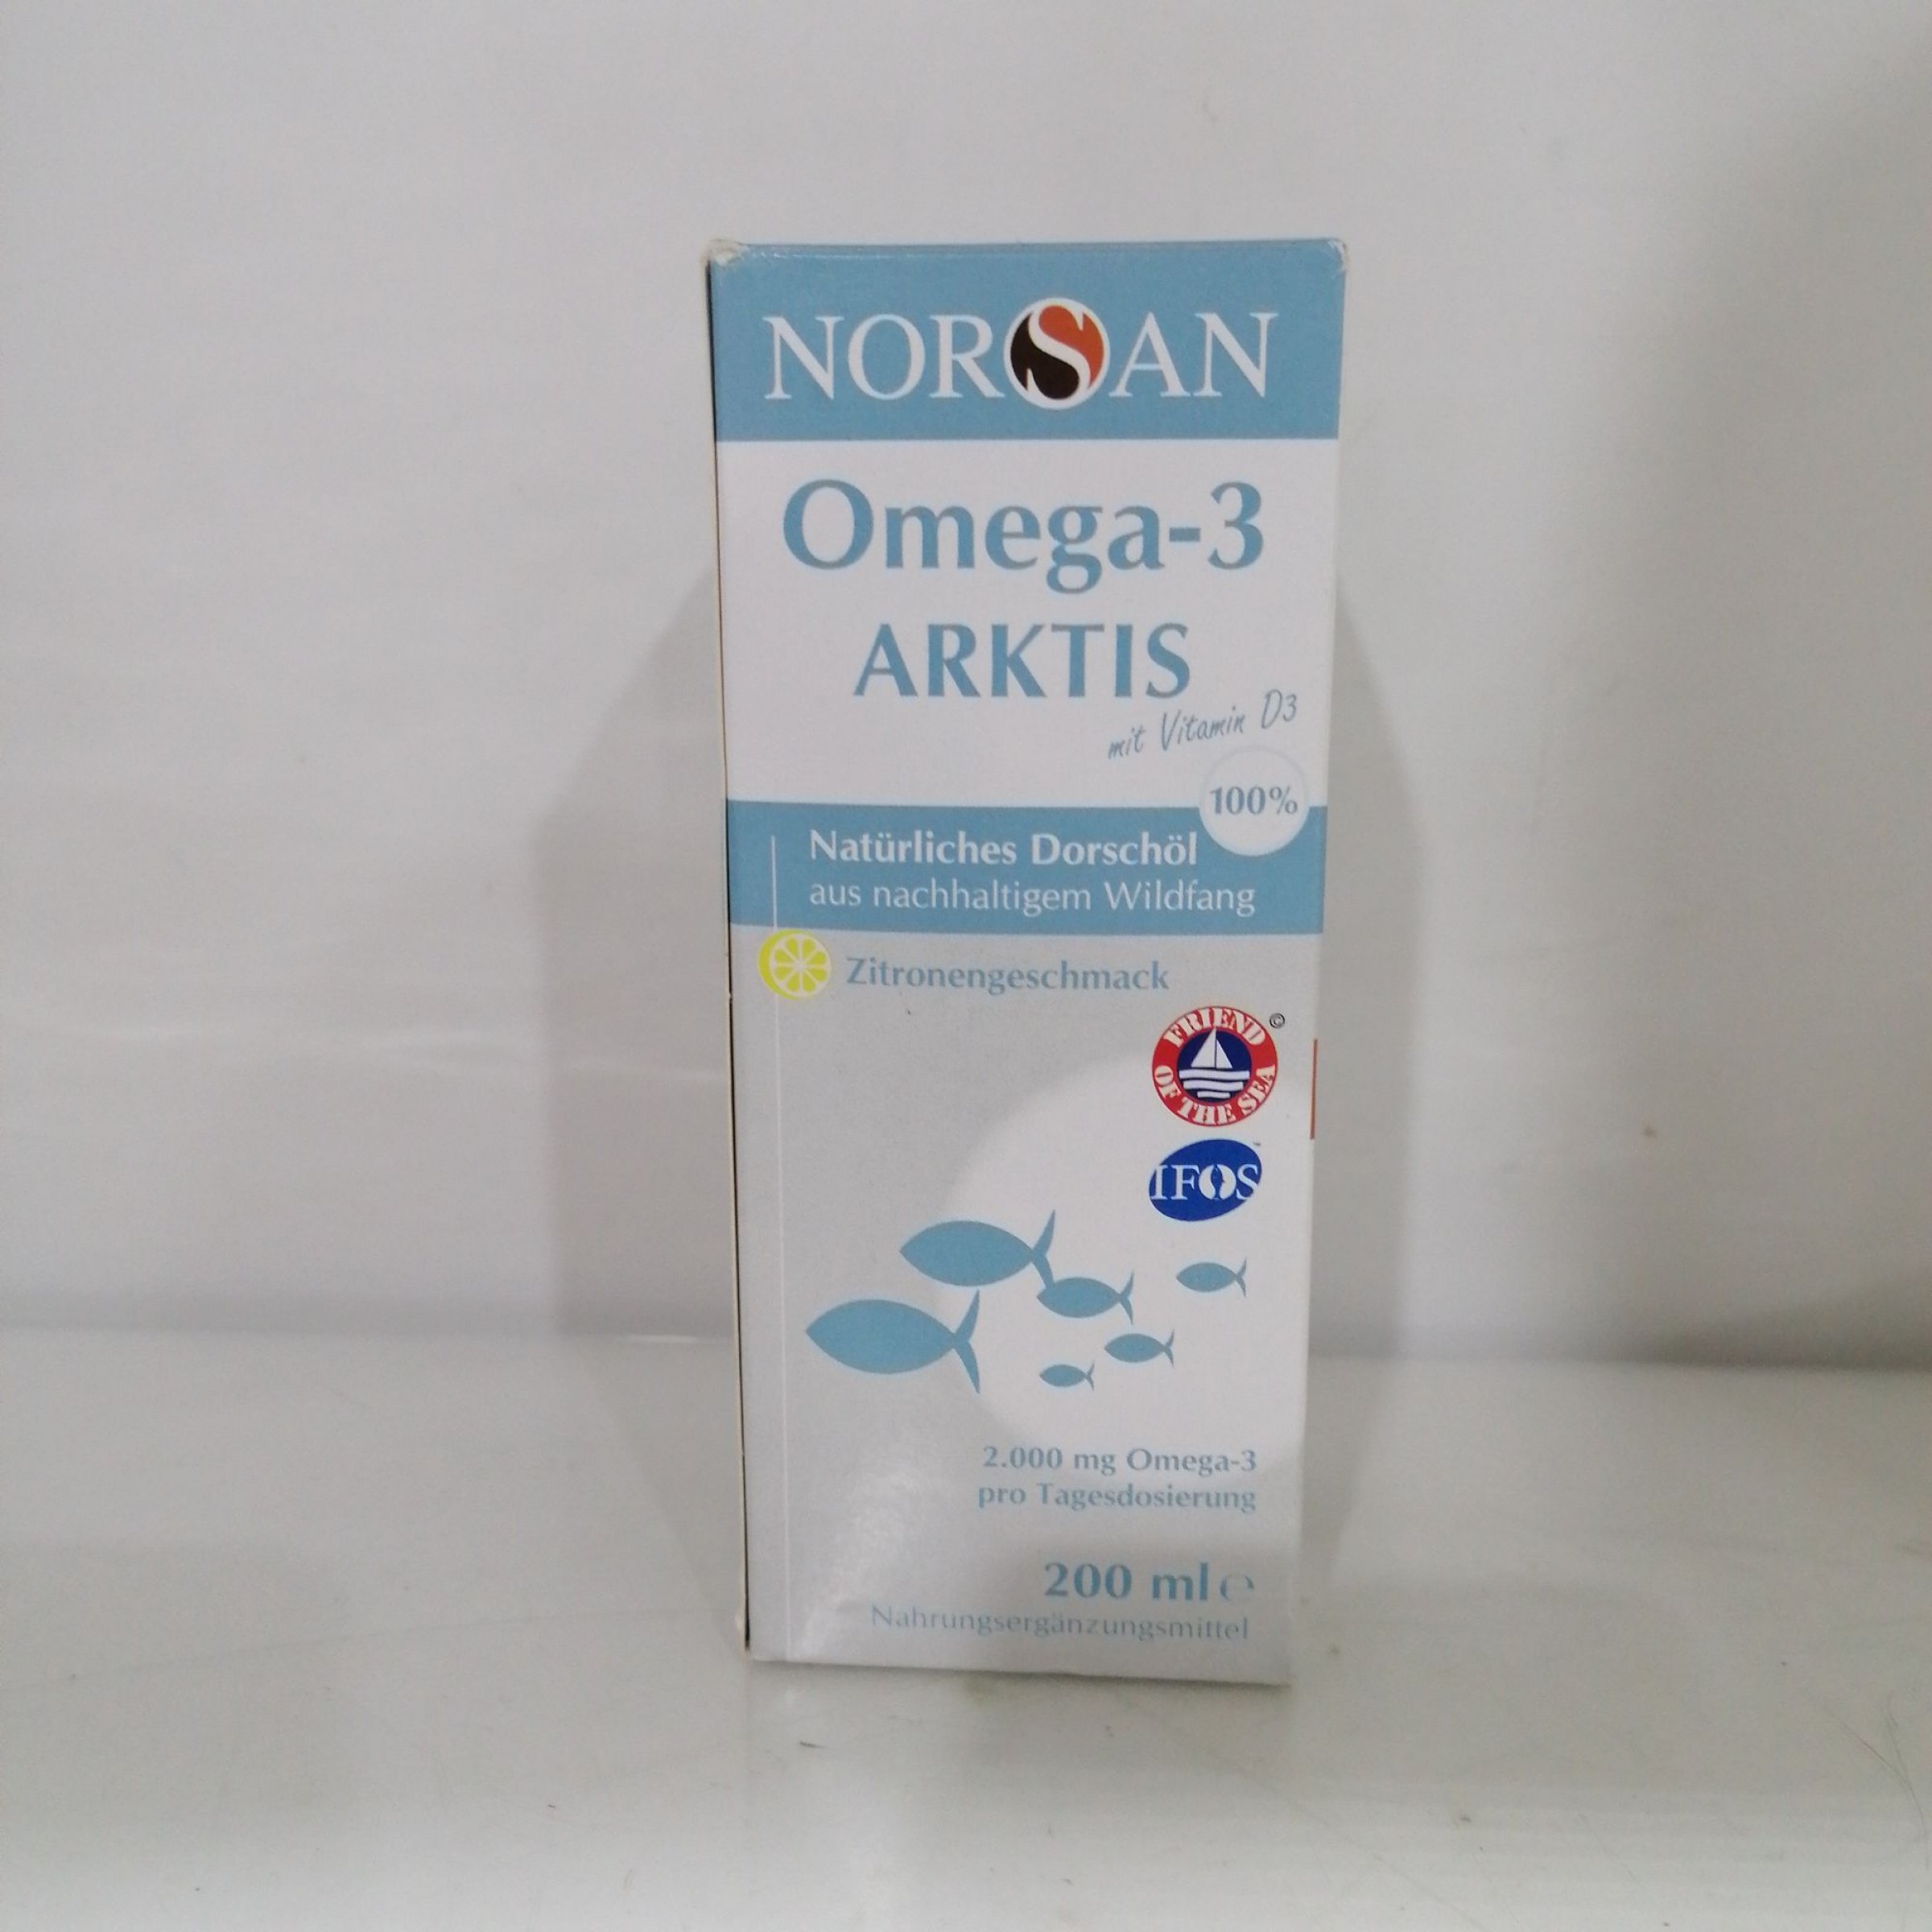 NORSAN
Omega-3
ARKTIS
mit Vitamin D3
100%
Natürliches Dorschöl
aus nachhaltigem Wildfang
Zitronengeschmack
FRIEND OF THE SEA ©
IFOS
2.000 mg Omega-3
pro Tagesdosierung
200 ml ℮
Nahrungsergänzungsmittel